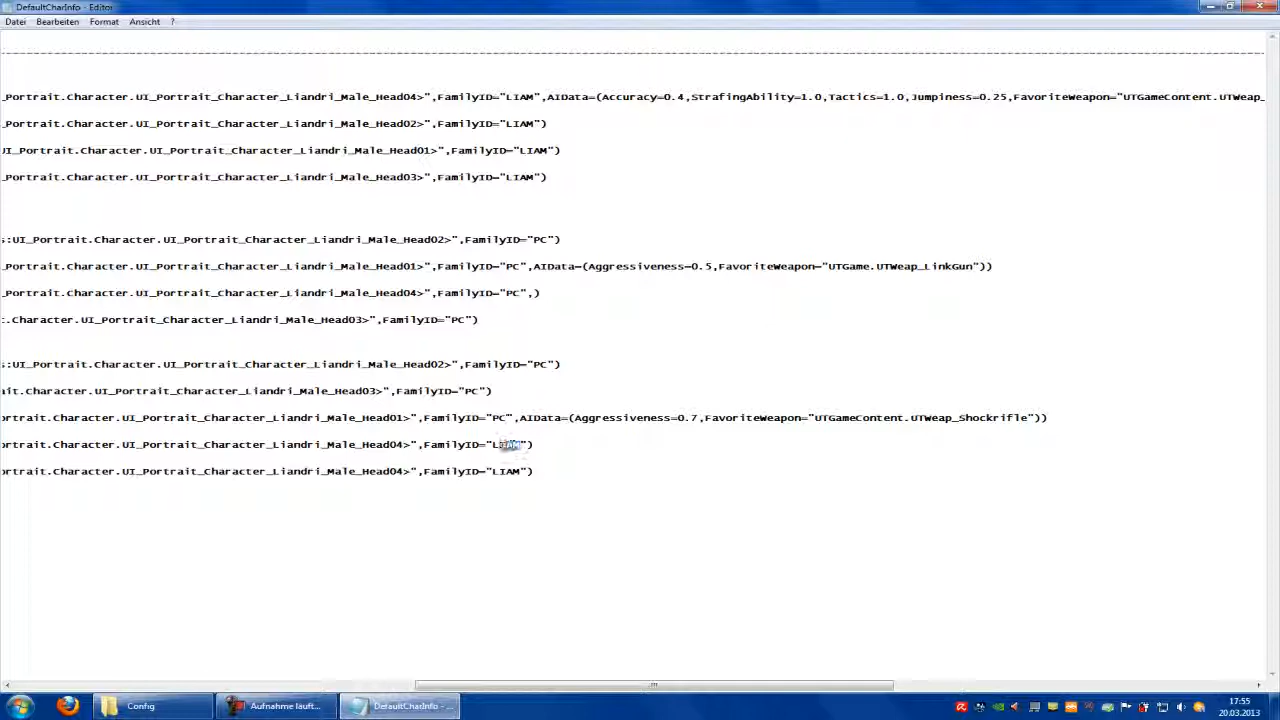 DefaultCharInfo - Editor
Datei Bearbeiten Format Ansicht ?
_Portrait.Character.UI_Portrait_Character_Liandri_Male_Head04>",FamilyID="LIAM",AIData=(Accuracy=0.4,StrafingAbility=1.0,Tactics=1.0,Jumpiness=0.25,FavoriteWeapon="UTGameContent.UTWeap_
_Portrait.Character.UI_Portrait_Character_Liandri_Male_Head02>",FamilyID="LIAM")
UI_Portrait.Character.UI_Portrait_Character_Liandri_Male_Head01>",FamilyID="LIAM")
_Portrait.Character.UI_Portrait_Character_Liandri_Male_Head03>",FamilyID="LIAM")
s:UI_Portrait.Character.UI_Portrait_Character_Liandri_Male_Head02>",FamilyID="PC")
_Portrait.Character.UI_Portrait_Character_Liandri_Male_Head01>",FamilyID="PC",AIData=(Aggressiveness=0.5,FavoriteWeapon="UTGame.UTWeap_LinkGun"))
_Portrait.Character.UI_Portrait_Character_Liandri_Male_Head04>",FamilyID="PC",)
t.Character.UI_Portrait_Character_Liandri_Male_Head03>",FamilyID="PC")
s:UI_Portrait.Character.UI_Portrait_Character_Liandri_Male_Head02>",FamilyID="PC")
ait.Character.UI_Portrait_Character_Liandri_Male_Head03>",FamilyID="PC")
ortrait.Character.UI_Portrait_Character_Liandri_Male_Head01>",FamilyID="PC",AIData=(Aggressiveness=0.7,FavoriteWeapon="UTGameContent.UTWeap_Shockrifle"))
ortrait.Character.UI_Portrait_Character_Liandri_Male_Head04>",FamilyID="LIAM")
ortrait.Character.UI_Portrait_Character_Liandri_Male_Head04>",FamilyID="LIAM")
Config
Aufnahme läuft...
DefaultCharInfo - ...
17:55
20.03.2013